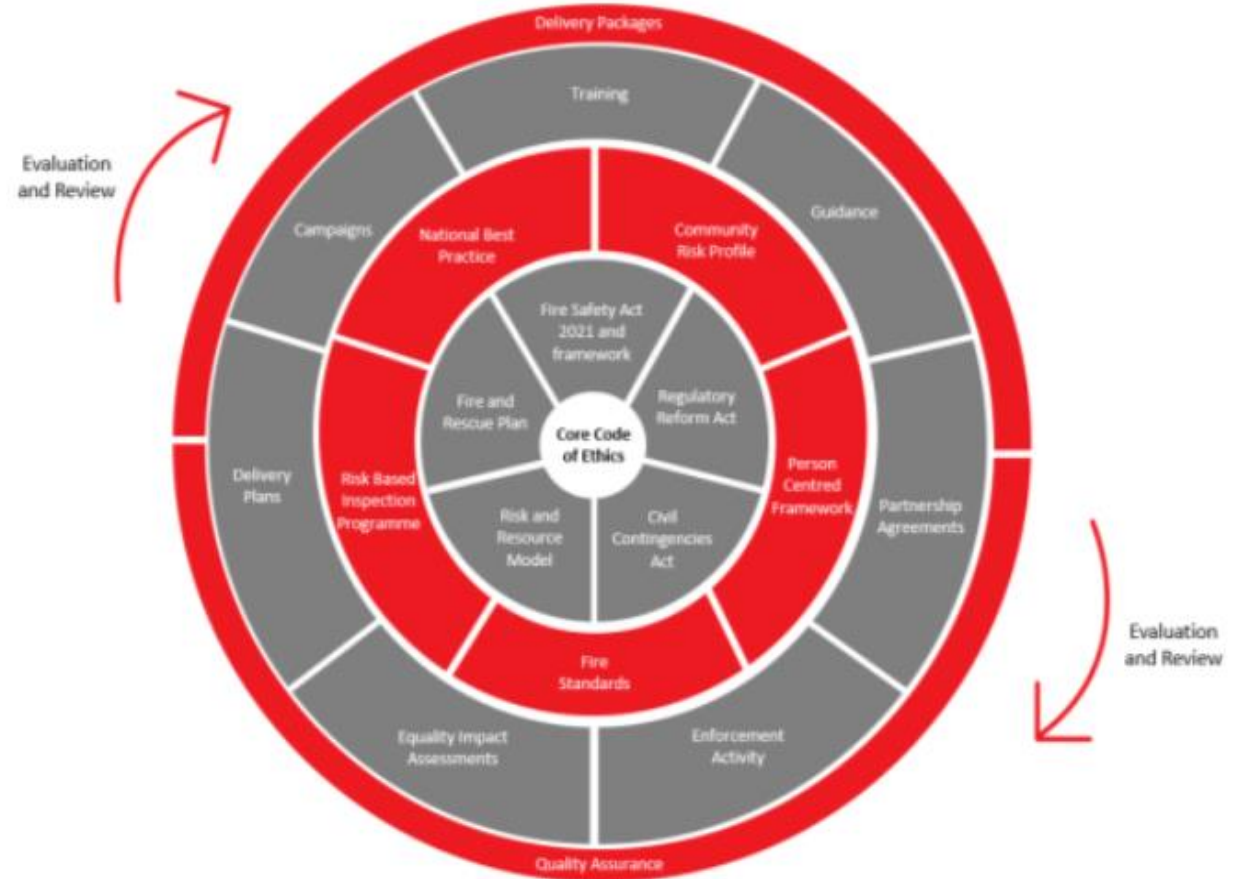 Delivery Packages
Training
Evaluation
and Review
Campaigns
Guidance
National Best
Practice
Community
Risk Profile
Fire Safety Act
2021 and
framework
Fire and
Rescue Plan
Regulatory
Reform Act
Core Code
of Ethics
Delivery
Plans
Risk Based
Inspection
Programme
Person
Centred
Framework
Partnership
Agreements
Risk and
Resource
Model
Civil
Contingencies
Act
Evaluation
and Review
Fire
Standards
Equality Impact
Assessments
Enforcement
Activity
Quality Assurance